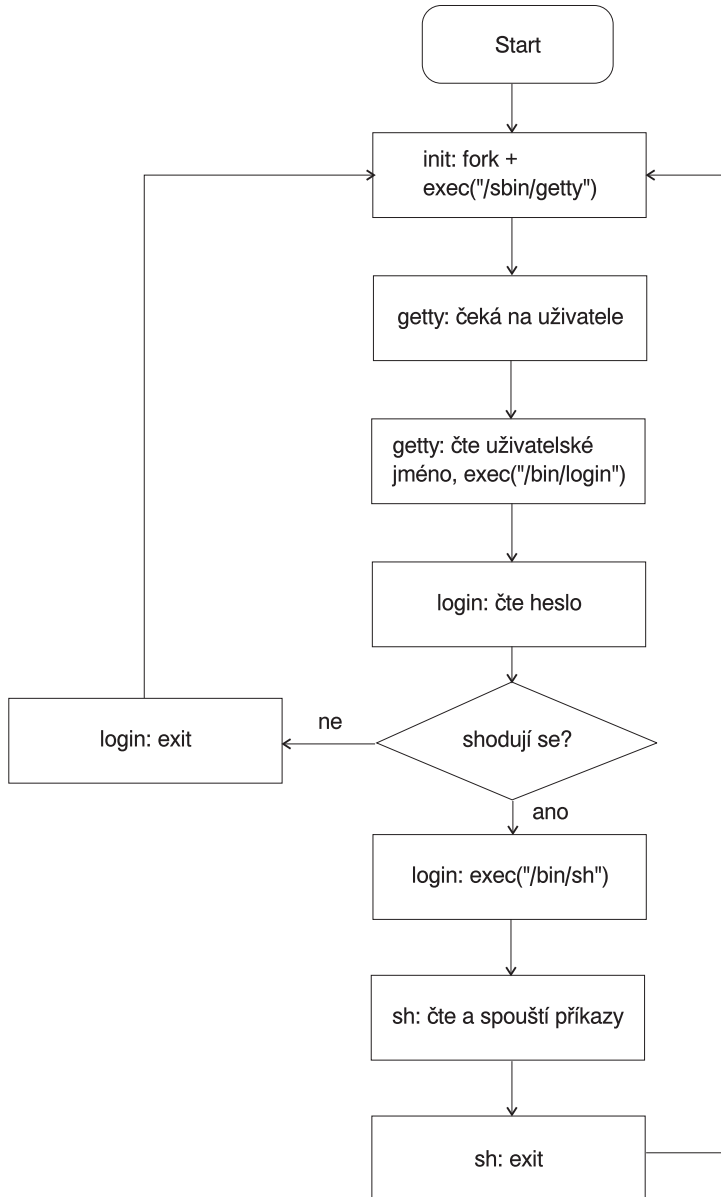 Start
init: fork +
exec("/sbin/getty")
getty: čeká na uživatele
getty: čte uživatelské
jméno, exec("/bin/login")
login: čte heslo
shodují se?
ne
login: exit
ano
login: exec("/bin/sh")
sh: čte a spouští příkazy
sh: exit